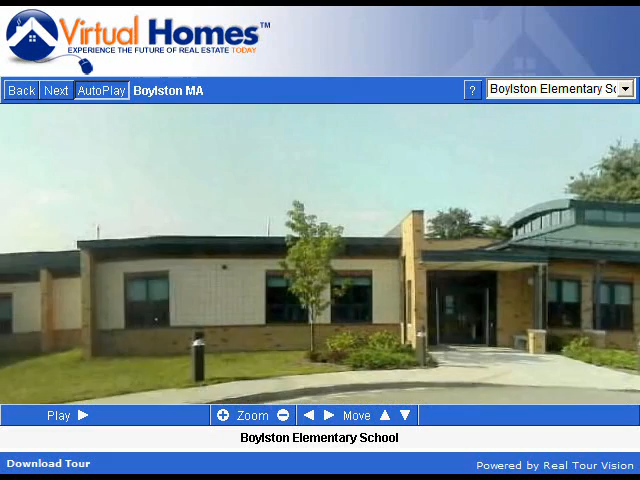 Virtual Homes™
EXPERIENCE THE FUTURE OF REAL ESTATE TODAY
Back Next AutoPlay Boylston MA ? Boylston Elementary Sc
Play Zoom Move
Boylston Elementary School
Download Tour Powered by Real Tour Vision